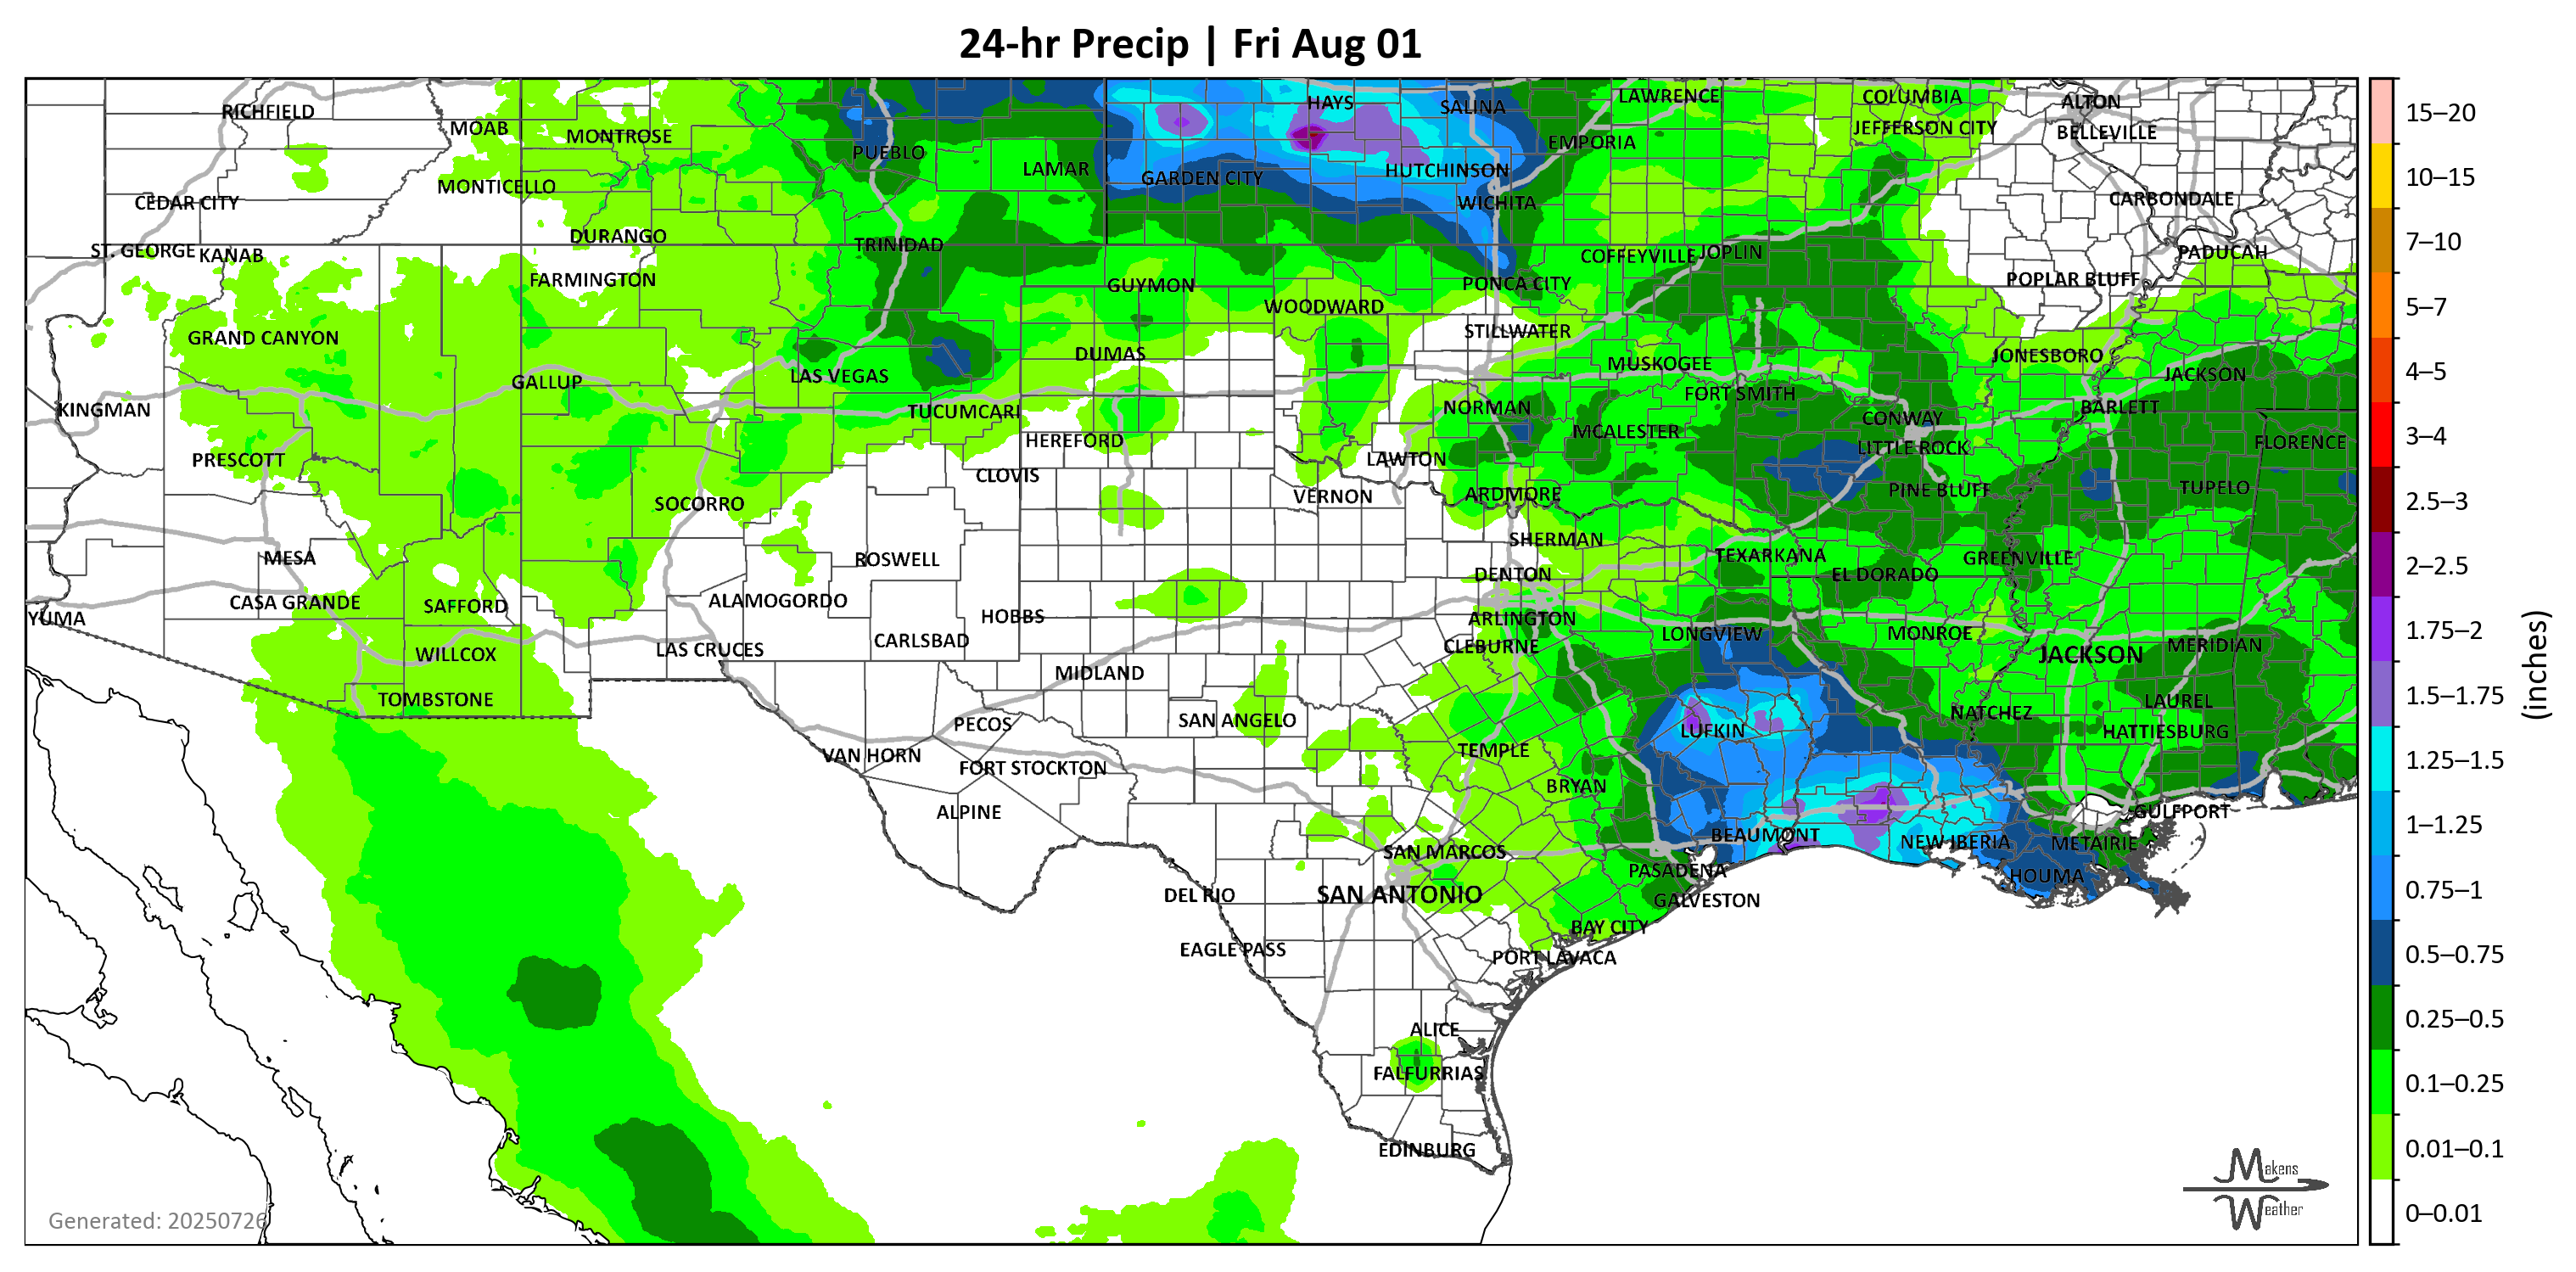 24-hr Precip | Fri Aug 01
RICHFIELD
MOAB
MONTROSE
PUEBLO
LAMAR
HAYS
SALINA
LAWRENCE
COLUMBIA
ALTON
JEFFERSON CITY
BELLEVILLE
EMPORIA
HUTCHINSON
GARDEN CITY
MONTICELLO
CEDAR CITY
WICHITA
CARBONDALE
DURANGO
TRINIDAD
ST. GEORGE
KANAB
COFFEYVILLE
JOPLIN
PADUCAH
FARMINGTON
GUYMON
PONCA CITY
POPLAR BLUFF
WOODWARD
GRAND CANYON
STILLWATER
DUMAS
JONESBORO
MUSKOGEE
LAS VEGAS
JACKSON
GALLUP
FORT SMITH
KINGMAN
TUCUMCARI
NORMAN
CONWAY
BARLETT
HEREFORD
MCALESTER
LITTLE ROCK
FLORENCE
PRESCOTT
LAWTON
CLOVIS
VERNON
ARDMORE
PINE BLUFF
TUPELO
SOCORRO
SHERMAN
MESA
ROSWELL
TEXARKANA
GREENVILLE
DENTON
EL DORADO
CASA GRANDE
SAFFORD
ALAMOGORDO
HOBBS
YUMA
ARLINGTON
CARLSBAD
LONGVIEW
MONROE
WILLCOX
LAS CRUCES
CLEBURNE
JACKSON
MERIDIAN
MIDLAND
TOMBSTONE
LAUREL
PECOS
SAN ANGELO
NATCHEZ
LUFKIN
HATTIESBURG
VAN HORN
FORT STOCKTON
TEMPLE
BRYAN
ALPINE
GULFPORT
BEAUMONT
NEW IBERIA
METAIRIE
SAN MARCOS
PASADENA
HOUMA
DEL RIO
SAN ANTONIO
GALVESTON
BAY CITY
EAGLE PASS
PORT LAVACA
ALICE
FALFURRIAS
EDINBURG
Generated: 20250726
Makens
Weather
15–20
10–15
7–10
5–7
4–5
3–4
2.5–3
2–2.5
1.75–2
1.5–1.75
1.25–1.5
1–1.25
0.75–1
0.5–0.75
0.25–0.5
0.1–0.25
0.01–0.1
0–0.01
(inches)